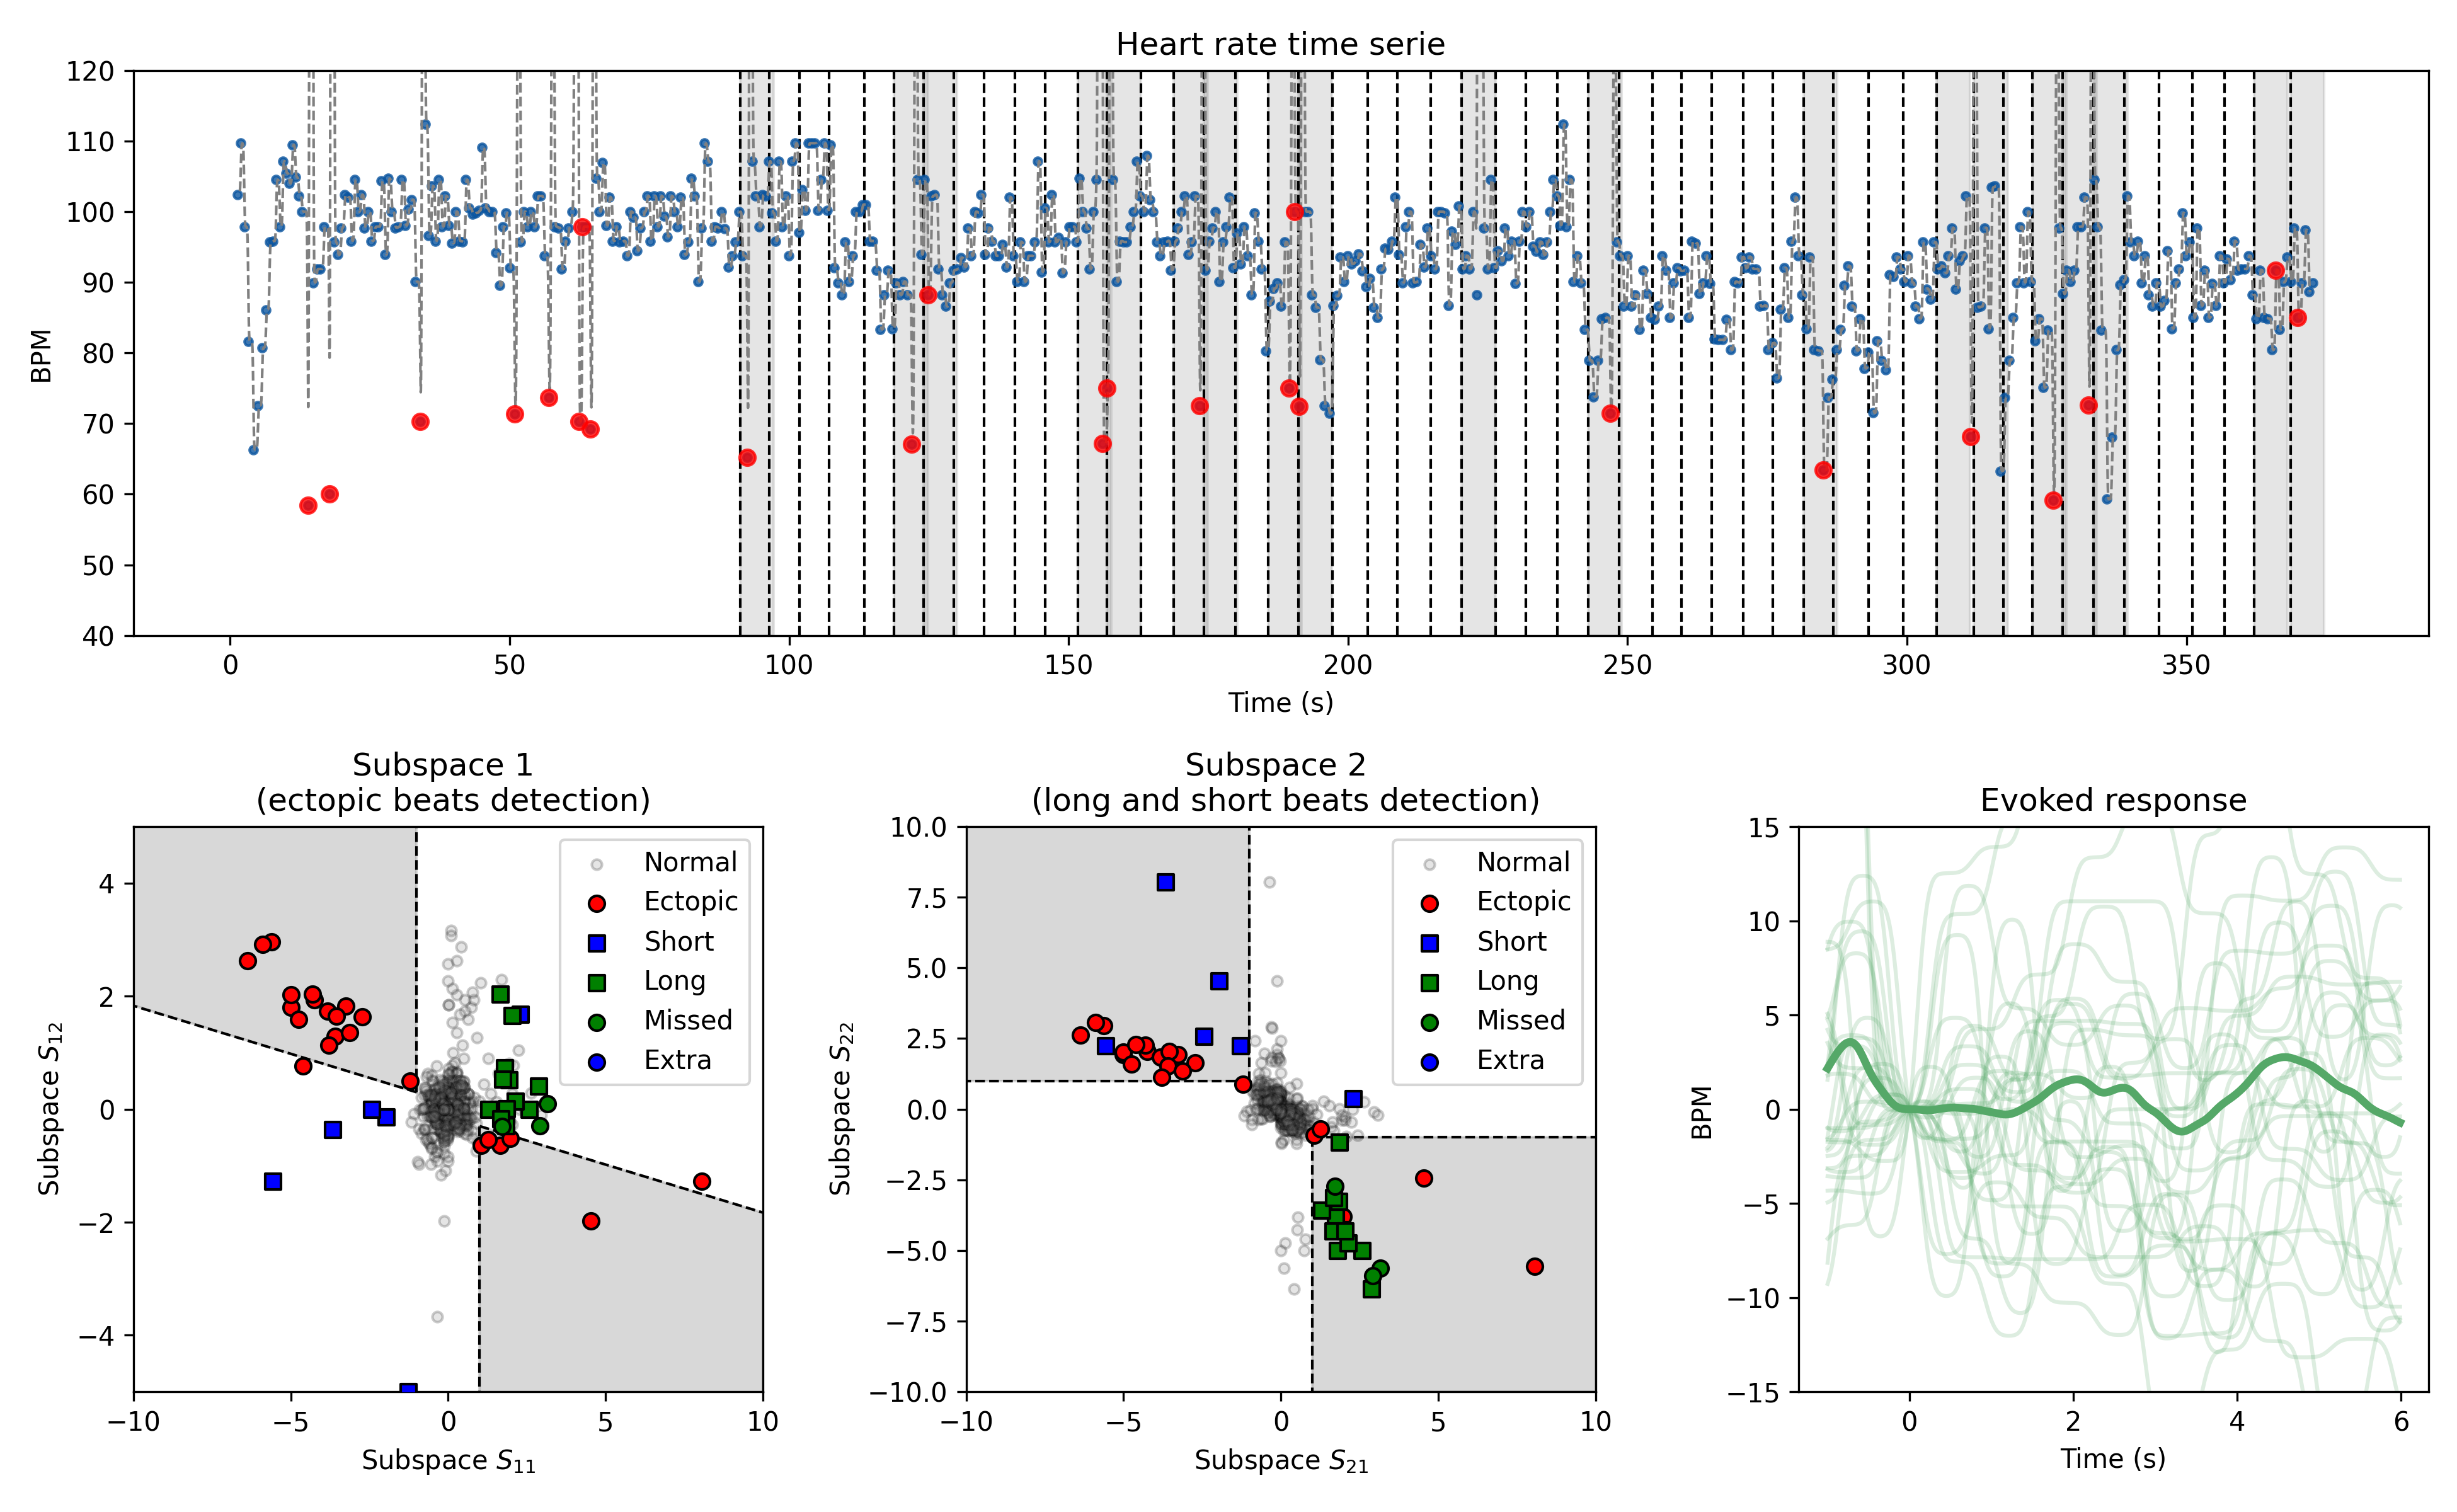 Heart rate time serie
120
110
100
90
80
70
60
50
40
BPM
0 50 100 150 200 250 300 350
Time (s)
Subspace 1
(ectopic beats detection)
4
2
0
−2
−4
Subspace S12
−10 −5 0 5 10
Subspace S11
Normal
Ectopic
Short
Long
Missed
Extra
Subspace 2
(long and short beats detection)
10.0
7.5
5.0
2.5
0.0
−2.5
−5.0
−7.5
−10.0
Subspace S22
−10 −5 0 5 10
Subspace S21
Normal
Ectopic
Short
Long
Missed
Extra
Evoked response
15
10
5
0
−5
−10
−15
BPM
0 2 4 6
Time (s)